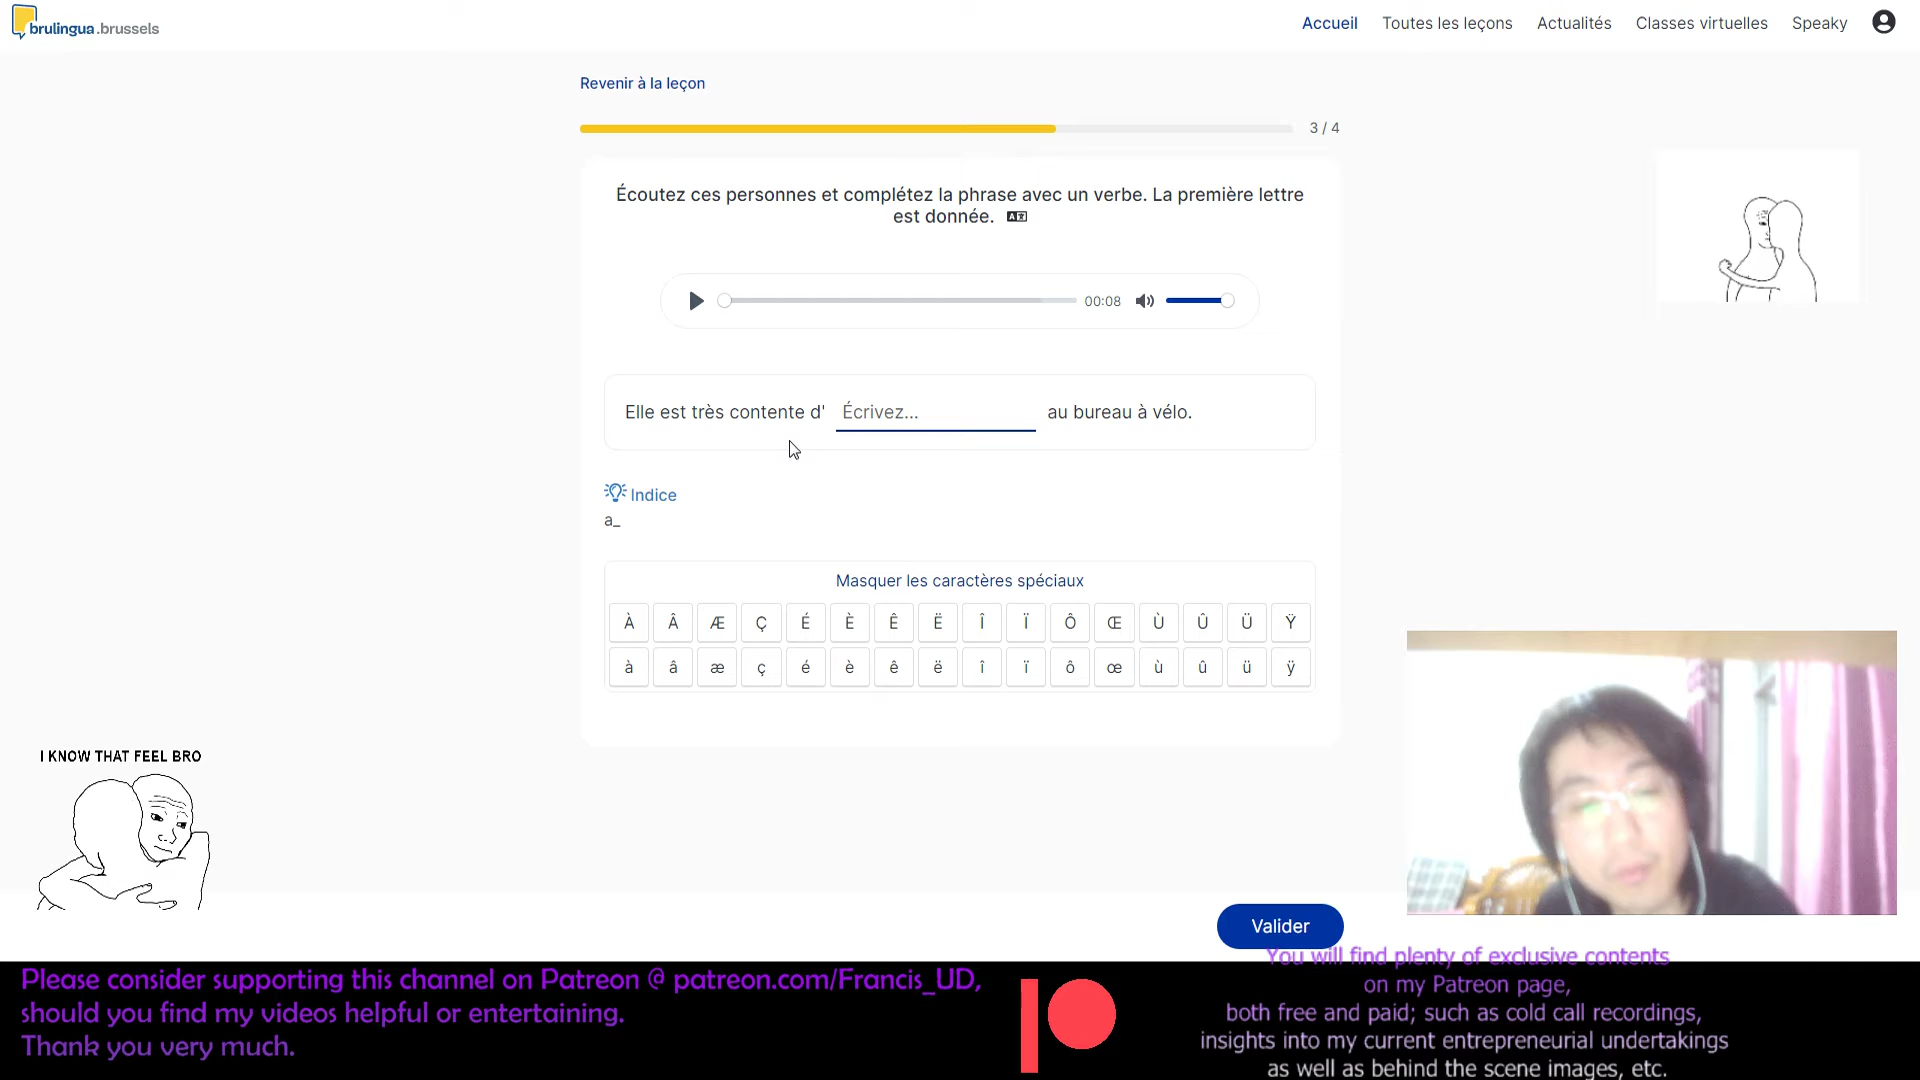 brulingua.brussels
Accueil
Toutes les leçons
Actualités
Classes virtuelles
Speaky
Revenir à la leçon
3 / 4
Écoutez ces personnes et complétez la phrase avec un verbe. La première lettre
est donnée.
00:08
Elle est très contente d' Écrivez... au bureau à vélo.
Indice
a_
Masquer les caractères spéciaux
À Â Æ Ç É È Ê Ë Î Ï Ô Œ Ù Û Ü Ÿ
à â æ ç é è ê ë î ï ô œ ù û ü ÿ
I KNOW THAT FEEL BRO
Valider
Please consider supporting this channel on Patreon @ patreon.com/Francis_UD,
should you find my videos helpful or entertaining.
Thank you very much.
You will find plenty of exclusive contents
on my Patreon page,
both free and paid; such as cold call recordings,
insights into my current entrepreneurial undertakings
as well as behind the scene images, etc.